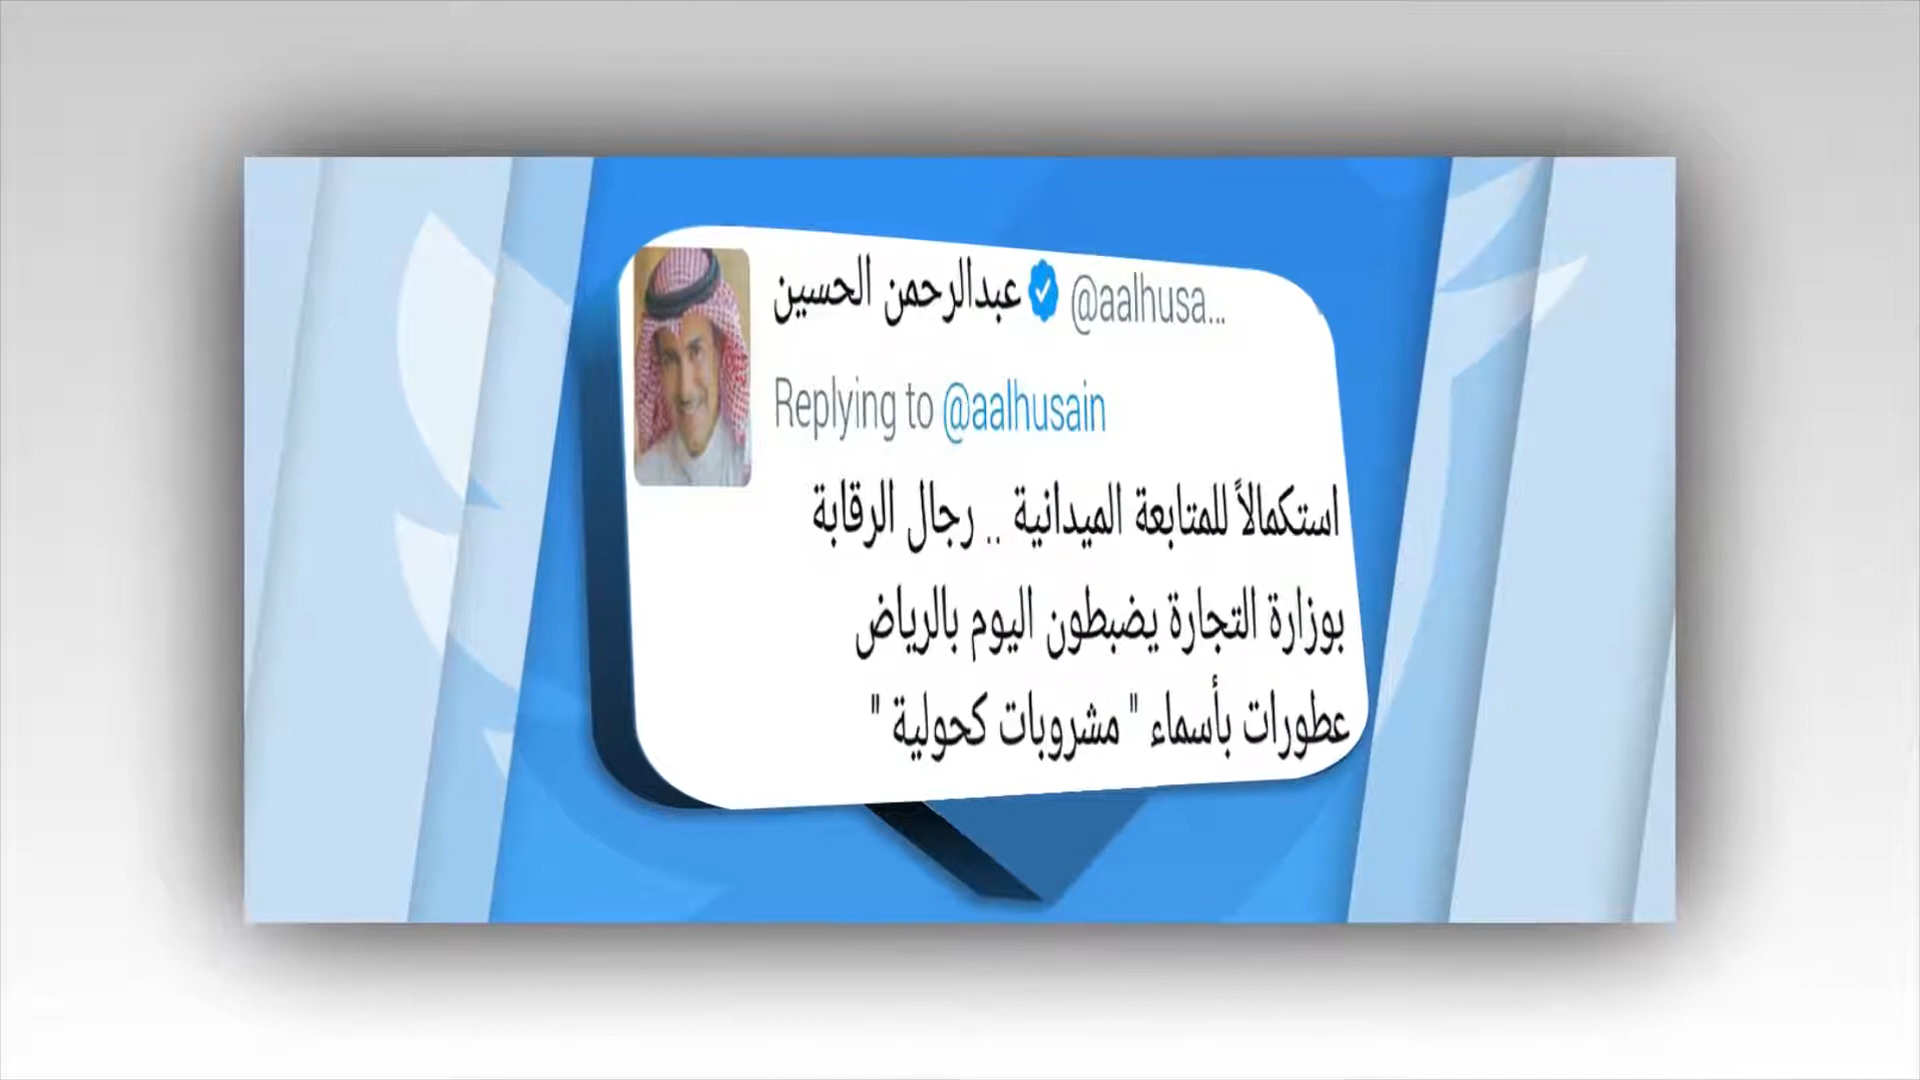 عبدالرحمن الحسين @aalhusa...
Replying to @aalhusain
استكمالاً للمتابعة الميدانية .. رجال الرقابة
بوزارة التجارة يضبطون اليوم بالرياض
عطورات بأسماء " مشروبات كحولية "